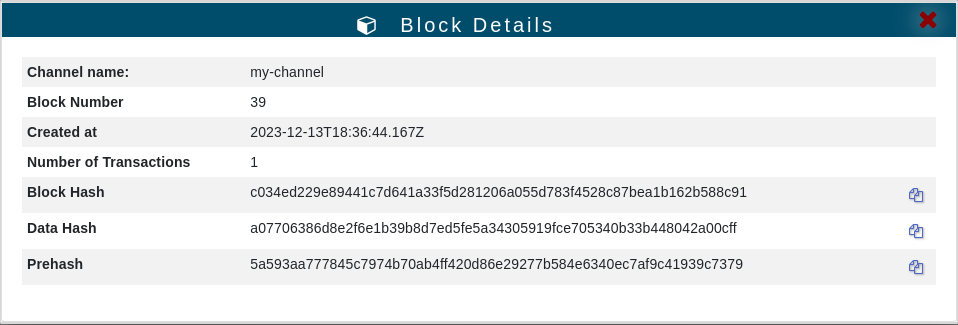 Block Details
Channel name: my-channel
Block Number 39
Created at 2023-12-13T18:36:44.167Z
Number of Transactions 1
Block Hash c034ed229e89441c7d641a33f5d281206a055d783f4528c87bea1b162b588c91
Data Hash a07706386d8e2f6e1b39b8d7ed5fe5a34305919fce705340b33b448042a00cff
Prehash 5a593aa777845c7974b70ab4ff420d86e29277b584e6340ec7af9c41939c7379